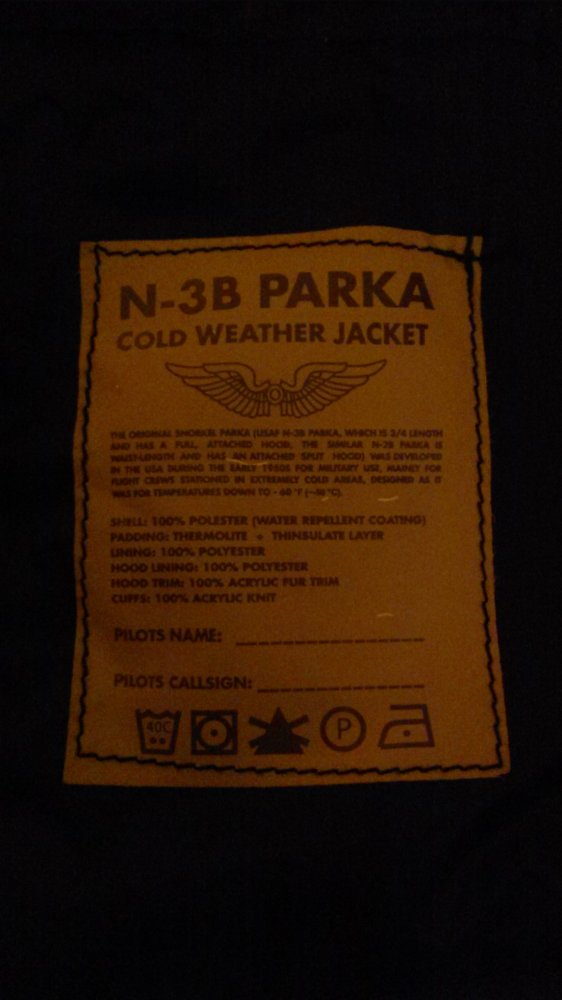 N-3B PARKA
COLD WEATHER JACKET
THE ORIGINAL SNORKEL PARKA (USAF N-3B PARKA, WHICH IS 3/4 LENGTH
AND HAS A FULL, ATTACHED HOOD, THE SIMILAR N-2B PARKA IS
WAIST-LENGTH AND HAS AN ATTACHED SPLIT HOOD) WAS DEVELOPED
IN THE USA DURING THE EARLY 1950S FOR MILITARY USE, MAINLY FOR
FLIGHT CREWS STATIONED IN EXTREMELY COLD AREAS, DESIGNED AS IT
WAS FOR TEMPERATURES DOWN TO -60 °F (~-50 °C).
SHELL: 100% POLESTER (WATER REPELLENT COATING)
PADDING: THERMOLITE + THINSULATE LAYER
LINING: 100% POLYESTER
HOOD LINING: 100% POLYESTER
HOOD TRIM: 100% ACRYLIC FUR TRIM
CUFFS: 100% ACRYLIC KNIT
PILOTS NAME:
PILOTS CALLSIGN:
40C P